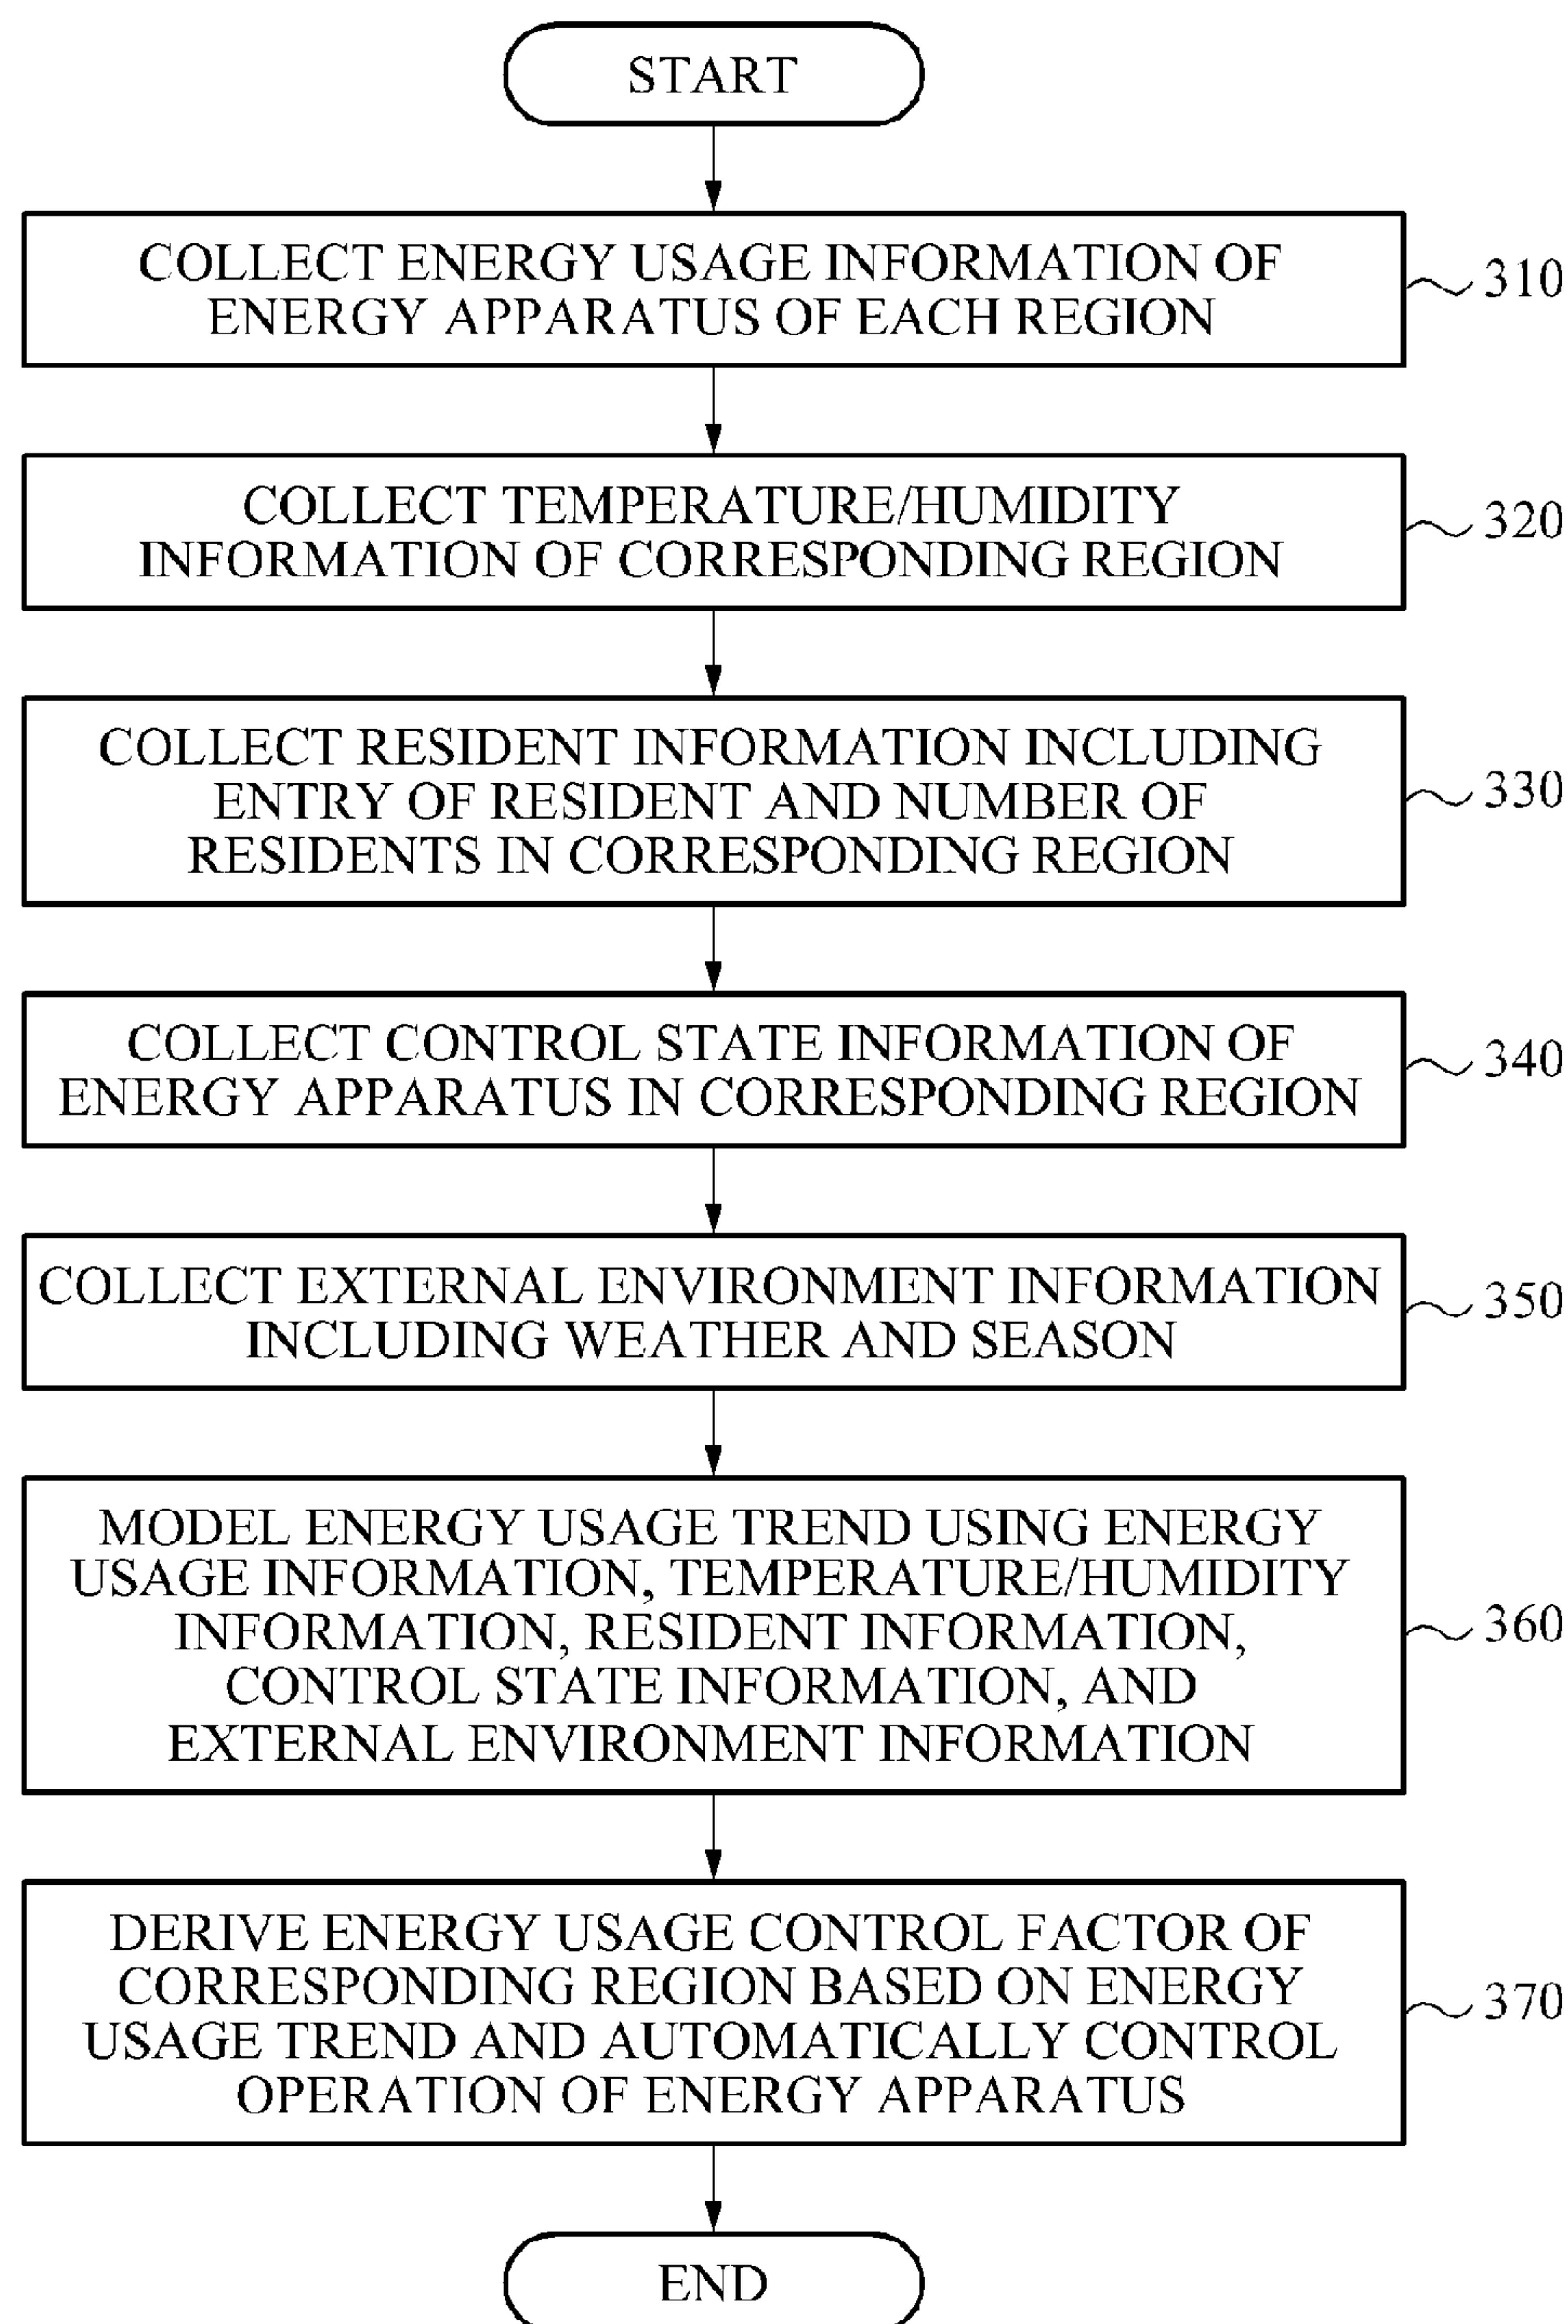 START
COLLECT ENERGY USAGE INFORMATION OF
ENERGY APPARATUS OF EACH REGION
310
COLLECT TEMPERATURE/HUMIDITY
INFORMATION OF CORRESPONDING REGION
320
COLLECT RESIDENT INFORMATION INCLUDING
ENTRY OF RESIDENT AND NUMBER OF
RESIDENTS IN CORRESPONDING REGION
330
COLLECT CONTROL STATE INFORMATION OF
ENERGY APPARATUS IN CORRESPONDING REGION
340
COLLECT EXTERNAL ENVIRONMENT INFORMATION
INCLUDING WEATHER AND SEASON
350
MODEL ENERGY USAGE TREND USING ENERGY
USAGE INFORMATION, TEMPERATURE/HUMIDITY
INFORMATION, RESIDENT INFORMATION,
CONTROL STATE INFORMATION, AND
EXTERNAL ENVIRONMENT INFORMATION
360
DERIVE ENERGY USAGE CONTROL FACTOR OF
CORRESPONDING REGION BASED ON ENERGY
USAGE TREND AND AUTOMATICALLY CONTROL
OPERATION OF ENERGY APPARATUS
370
END